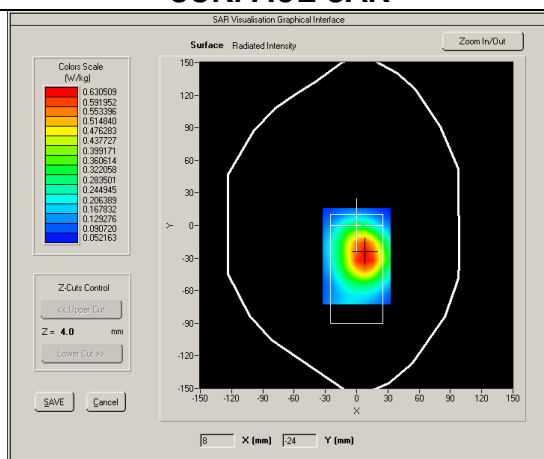 SURFACE SAR
SAR Visualisation Graphical Interface
Surface Radiated Intensity
Zoom In/Out
Colors Scale
(W/kg)
0.630509
0.591952
0.553396
0.514840
0.476283
0.437727
0.399171
0.360614
0.322058
0.283501
0.244945
0.206389
0.167832
0.129276
0.090720
0.052163
150
120
90
60
30
0
-30
-60
-90
-120
-150
Y
-150 -120 -90 -60 -30 0 30 60 90 120 150
X
Z-Cuts Control
<< Upper Cut
Z = 4.0 mm
Lower Cut >>
SAVE Cancel
8 X (mm) -24 Y (mm)